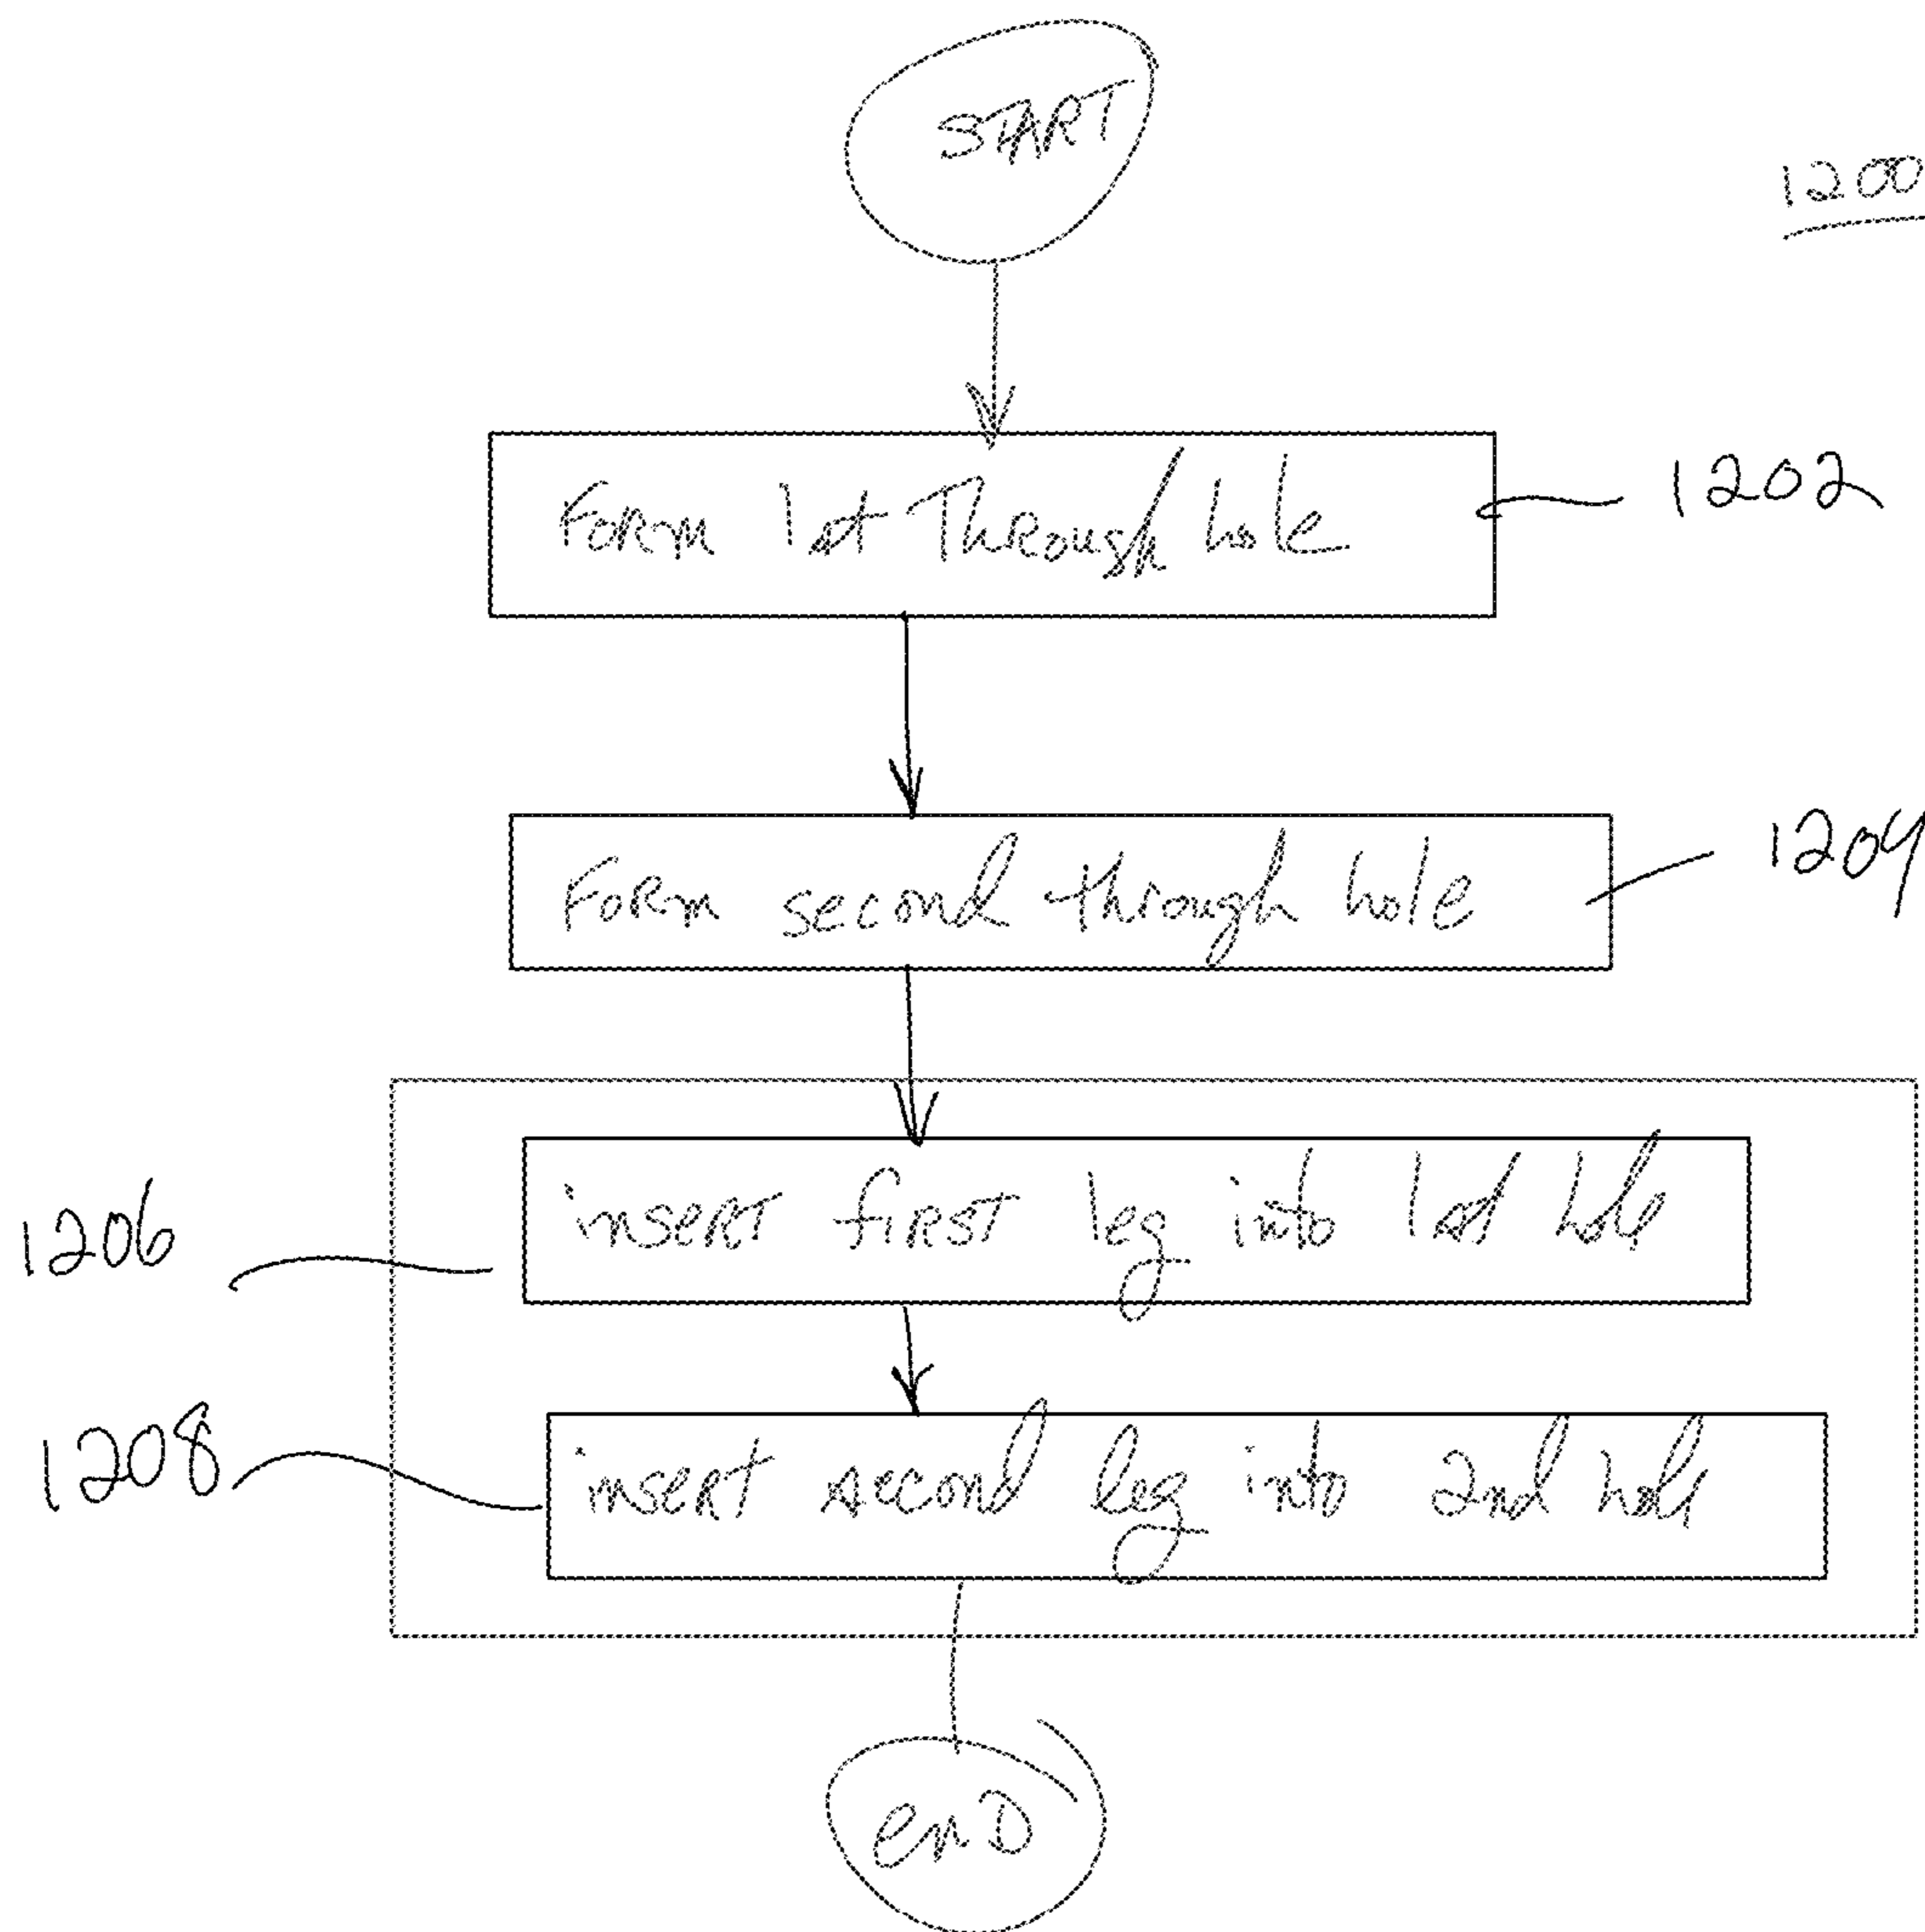 START
1200
Form 1st Through hole
1202
Form second through hole
1204
insert first leg into 1st hole
1206
insert second leg into 2nd hole
1208
enD